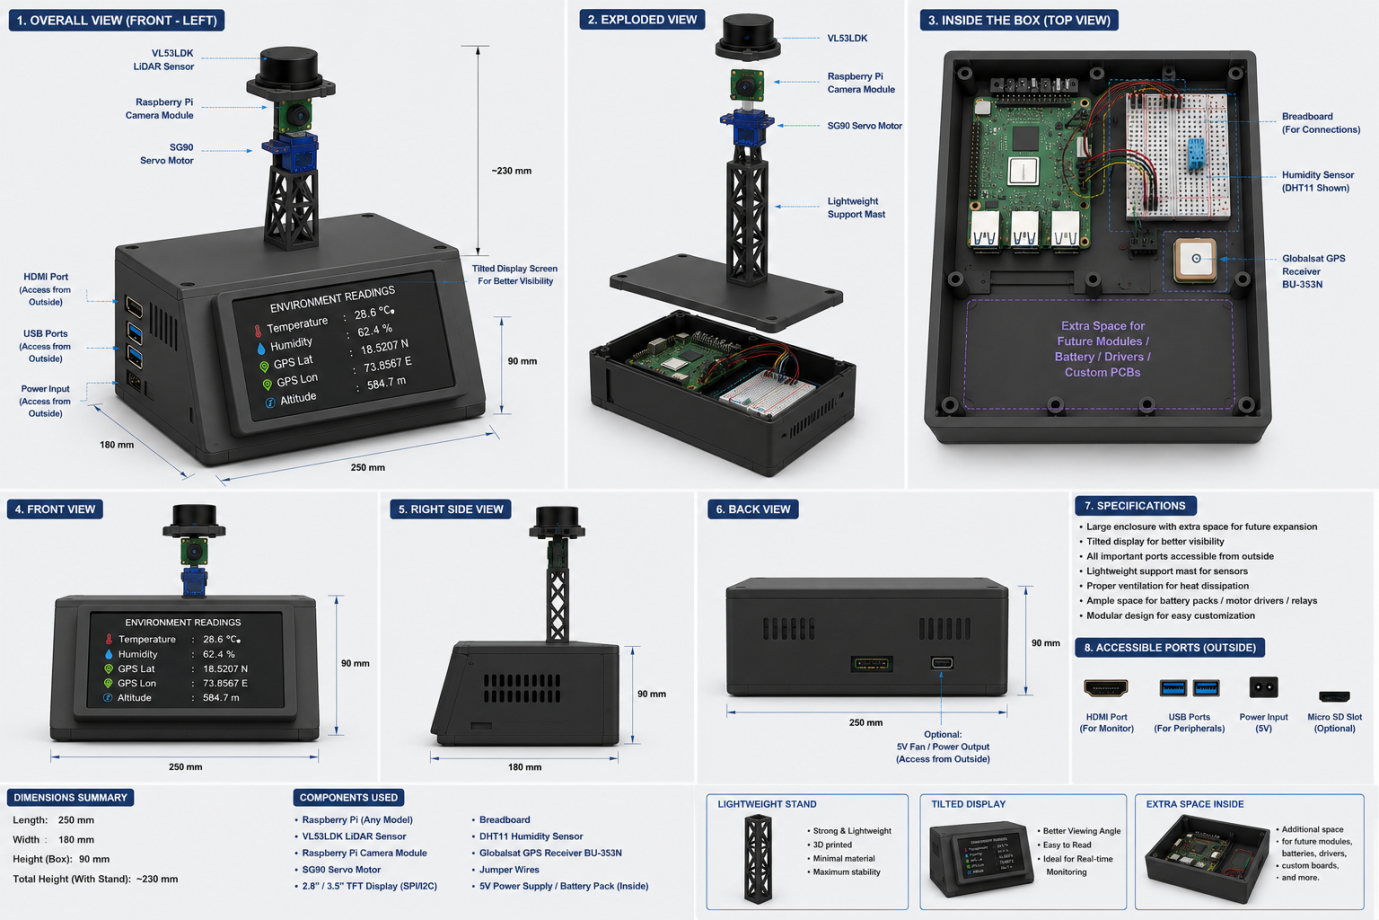 1. OVERALL VIEW (FRONT - LEFT)
VL53LDK
LiDAR Sensor
Raspberry Pi
Camera Module
SG90
Servo Motor
~230 mm
HDMI Port
(Access from
Outside)
USB Ports
(Access from
Outside)
Power Input
(Access from
Outside)
Tilted Display Screen
For Better Visibility
ENVIRONMENT READINGS
Temperature : 28.6 °C
Humidity : 62.4 %
GPS Lat : 18.5207 N
GPS Lon : 73.8567 E
Altitude : 584.7 m
90 mm
180 mm
250 mm
2. EXPLODED VIEW
VL53LDK
Raspberry Pi
Camera Module
SG90 Servo Motor
Lightweight
Support Mast
3. INSIDE THE BOX (TOP VIEW)
Breadboard
(For Connections)
Humidity Sensor
(DHT11 Shown)
Globalsat GPS
Receiver
BU-353N
Extra Space for
Future Modules /
Battery / Drivers /
Custom PCBs
4. FRONT VIEW
ENVIRONMENT READINGS
Temperature : 28.6 °C
Humidity : 62.4 %
GPS Lat : 18.5207 N
GPS Lon : 73.8567 E
Altitude : 584.7 m
90 mm
250 mm
5. RIGHT SIDE VIEW
90 mm
180 mm
6. BACK VIEW
90 mm
250 mm
Optional:
5V Fan / Power Output
(Access from Outside)
7. SPECIFICATIONS
• Large enclosure with extra space for future expansion
• Tilted display for better visibility
• All important ports accessible from outside
• Lightweight support mast for sensors
• Proper ventilation for heat dissipation
• Ample space for battery packs / motor drivers / relays
• Modular design for easy customization
8. ACCESSIBLE PORTS (OUTSIDE)
HDMI Port
(For Monitor)
USB Ports
(For Peripherals)
Power Input
(5V)
Micro SD Slot
(Optional)
DIMENSIONS SUMMARY
Length: 250 mm
Width : 180 mm
Height (Box): 90 mm
Total Height (With Stand): ~230 mm
COMPONENTS USED
• Raspberry Pi (Any Model)
• VL53LDK LiDAR Sensor
• Raspberry Pi Camera Module
• SG90 Servo Motor
• 2.8" / 3.5" TFT Display (SPI/I2C)
• Breadboard
• DHT11 Humidity Sensor
• Globalsat GPS Receiver BU-353N
• Jumper Wires
• 5V Power Supply / Battery Pack (Inside)
LIGHTWEIGHT STAND
• Strong & Lightweight
• 3D printed
• Minimal material
• Maximum stability
TILTED DISPLAY
• Better Viewing Angle
• Easy to Read
• Ideal for Real-time
Monitoring
EXTRA SPACE INSIDE
• Additional space
• for future modules,
• batteries, drivers,
• custom boards,
• and more.